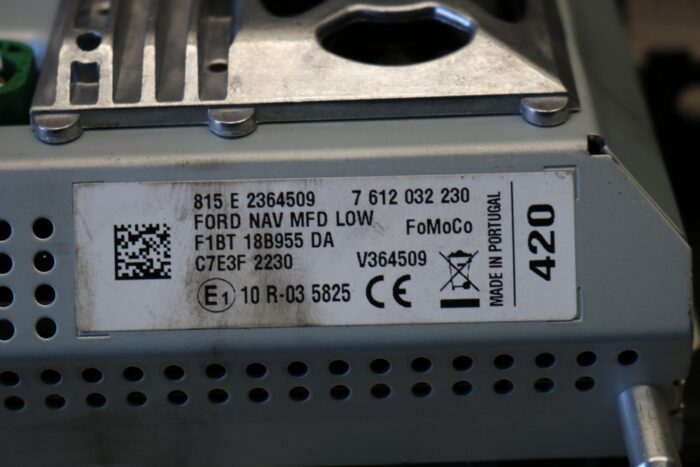 815 E 2364509 7 612 032 230
FORD NAV MFD LOW
FoMoCo
F1BT 18B955 DA
C7E3F 2230 V364509
E1 10 R-03 5825 CE
MADE IN PORTUGAL
420